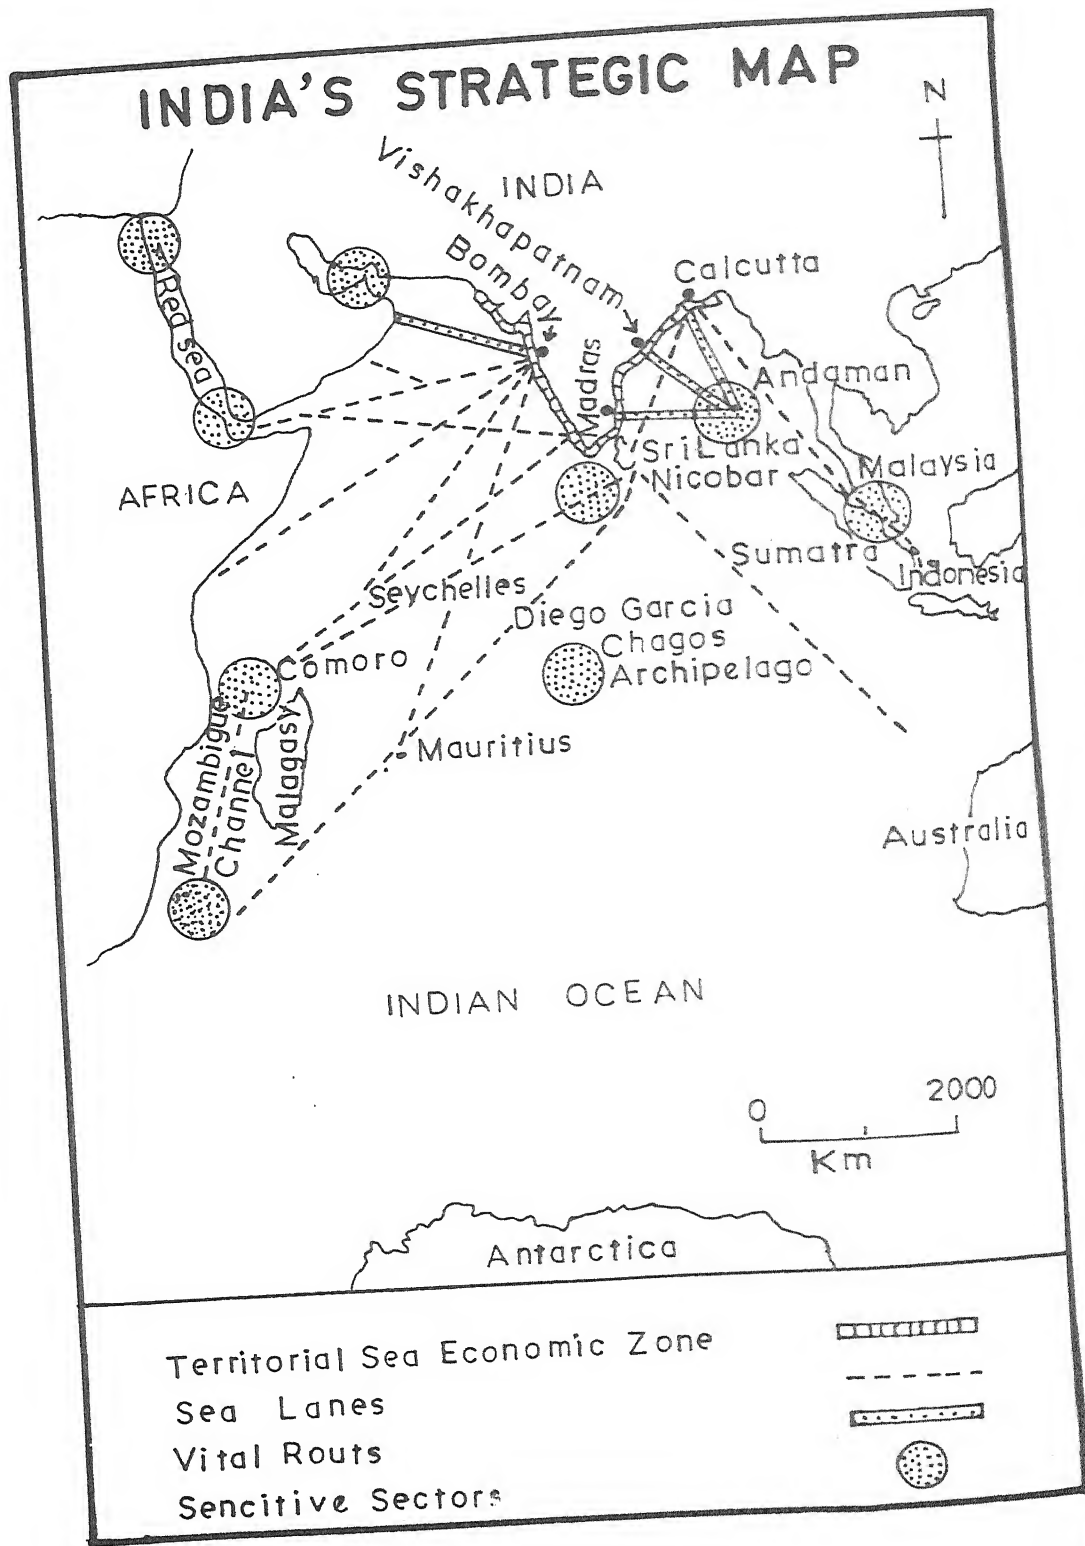 INDIA'S STRATEGIC MAP
N
INDIA
Vishakhapatnam
Bombay
Calcutta
Red sea
Madras
Andaman
Sri Lanka
Nicobar
Malaysia
AFRICA
Sumatra
Indonesia
Seychelles
Diego Garcia
Chagos
Archipelago
Comoro
Mozambigue
Channel
Malagasy
Mauritius
Australia
INDIAN OCEAN
0 2000
Km
Antarctica
Territorial Sea Economic Zone
Sea Lanes
Vital Routs
Sencitive Sectors